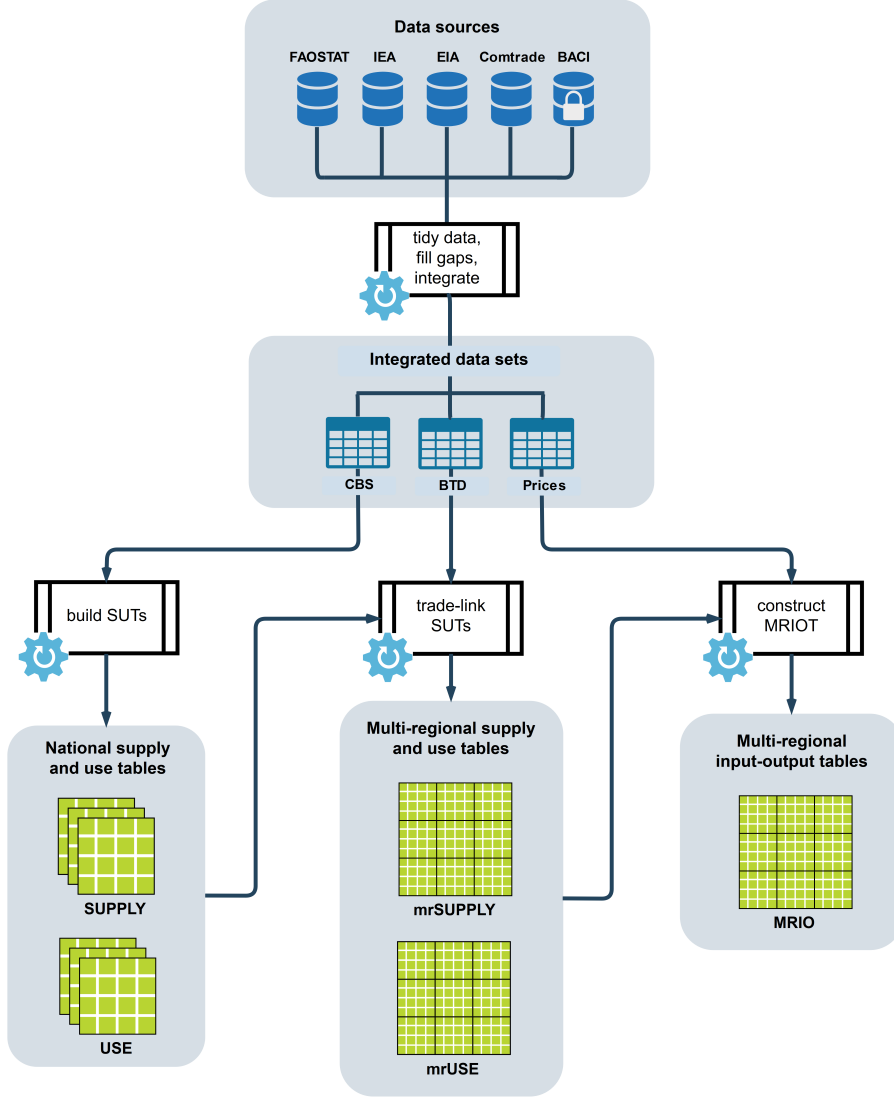 Data sources
FAOSTAT
IEA
EIA
Comtrade
BACI
tidy data,
fill gaps,
integrate
Integrated data sets
CBS
BTD
Prices
build SUTs
trade-link
SUTs
construct
MRIOT
National supply
and use tables
SUPPLY
USE
Multi-regional supply
and use tables
mrSUPPLY
mrUSE
Multi-regional
input-output tables
MRIO